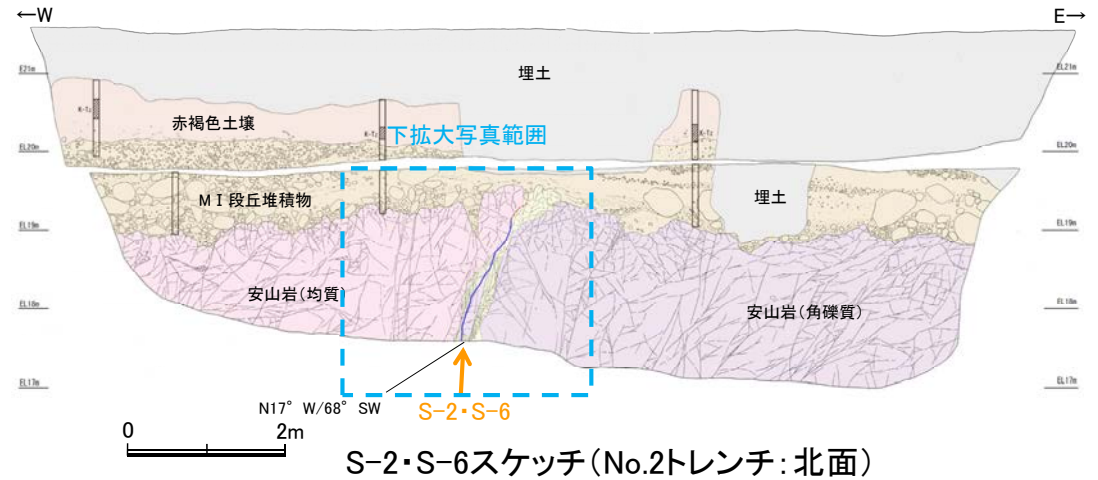 ←W
E→
埋土
EL21m
EL21m
K-Tz
赤褐色土壌
K-Tz
下拡大写真範囲
K-Tz
EL20m
EL20m
MⅠ段丘堆積物
埋土
EL19m
EL19m
安山岩(均質)
安山岩(角礫質)
EL18m
EL18m
EL17m
EL17m
N17° W/68° SW
S-2・S-6
0
2m
S-2・S-6スケッチ(No.2トレンチ:北面)